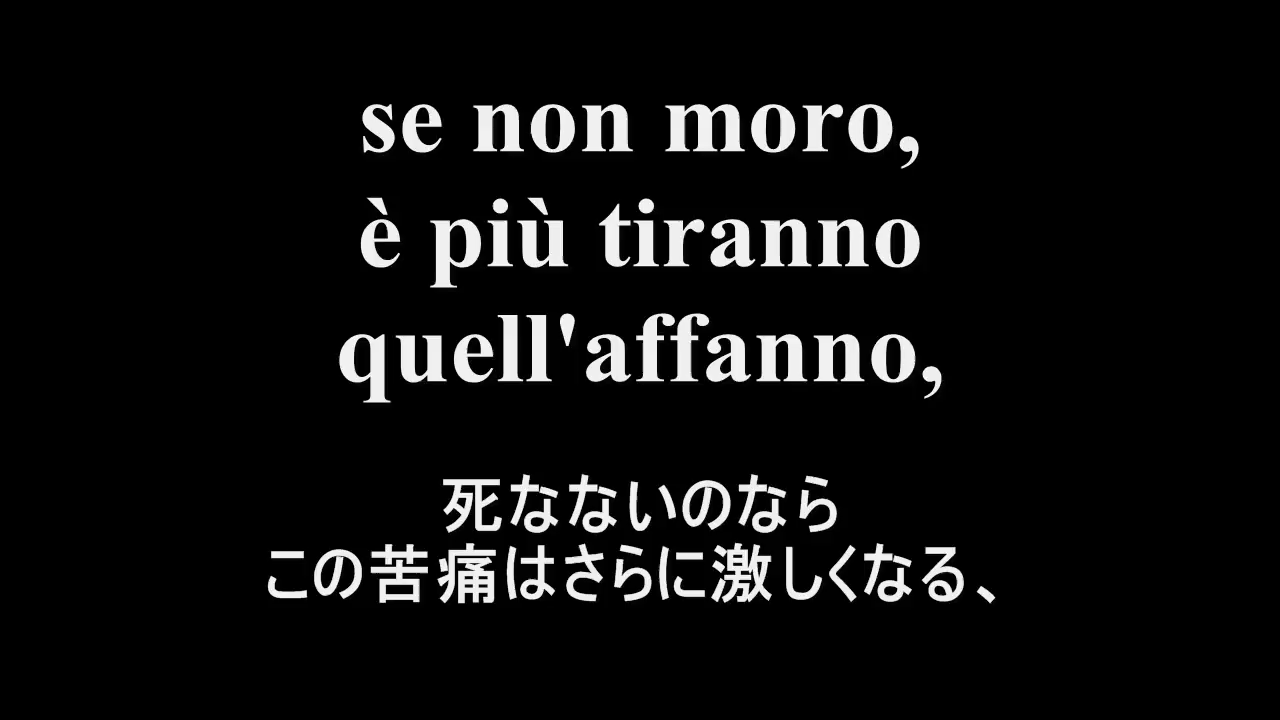 se non moro,
è più tiranno
quell'affanno,
死なないのなら
この苦痛はさらに激しくなる、